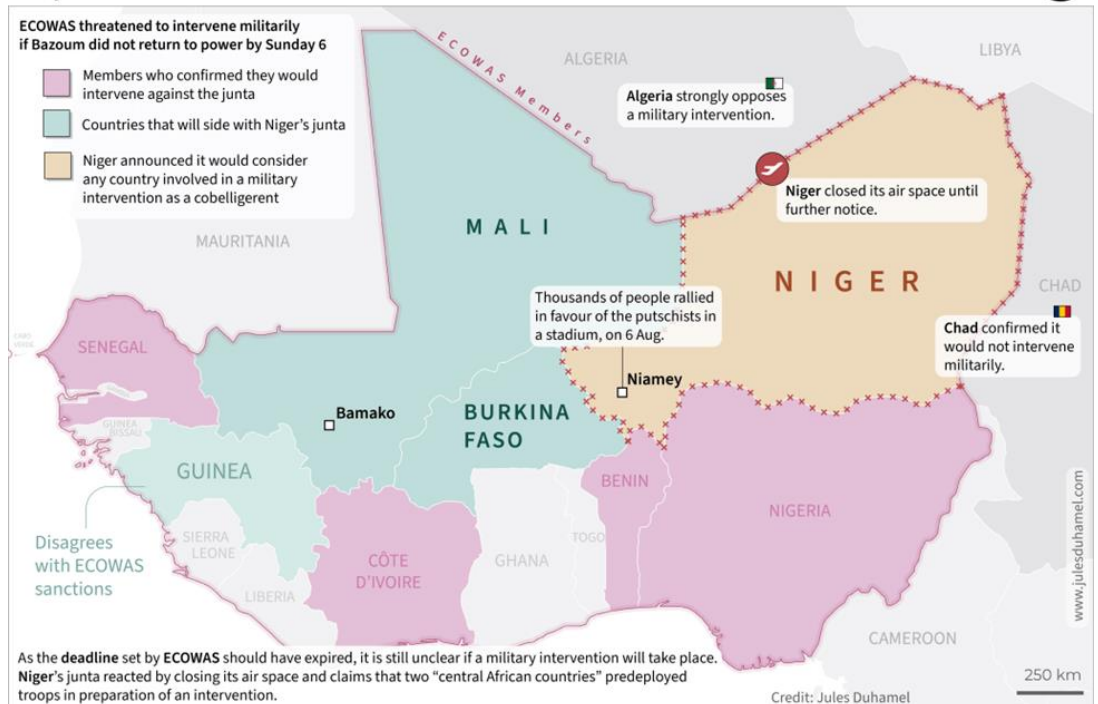 ECOWAS threatened to intervene militarily
if Bazoum did not return to power by Sunday 6
Members who confirmed they would
intervene against the junta
Countries that will side with Niger's junta
Niger announced it would consider
any country involved in a military
intervention as a cobelligerent
ECOWAS Members
ALGERIA
LIBYA
Algeria strongly opposes
a military intervention.
Niger closed its air space until
further notice.
MAURITANIA
MALI
NIGER
CHAD
Thousands of people rallied
in favour of the putschists in
a stadium, on 6 Aug.
Chad confirmed it
would not intervene
militarily.
CABO
VERDE
SENEGAL
Niamey
Bamako
BURKINA
FASO
GUINEA
BISSAU
GUINEA
BENIN
NIGERIA
Disagrees
with ECOWAS
sanctions
SIERRA
LEONE
LIBERIA
CÔTE
D'IVOIRE
GHANA
TOGO
CAMEROON
www.julesduhamel.com
As the deadline set by ECOWAS should have expired, it is still unclear if a military intervention will take place.
Niger's junta reacted by closing its air space and claims that two "central African countries" predeployed
troops in preparation of an intervention.
Credit: Jules Duhamel
250 km